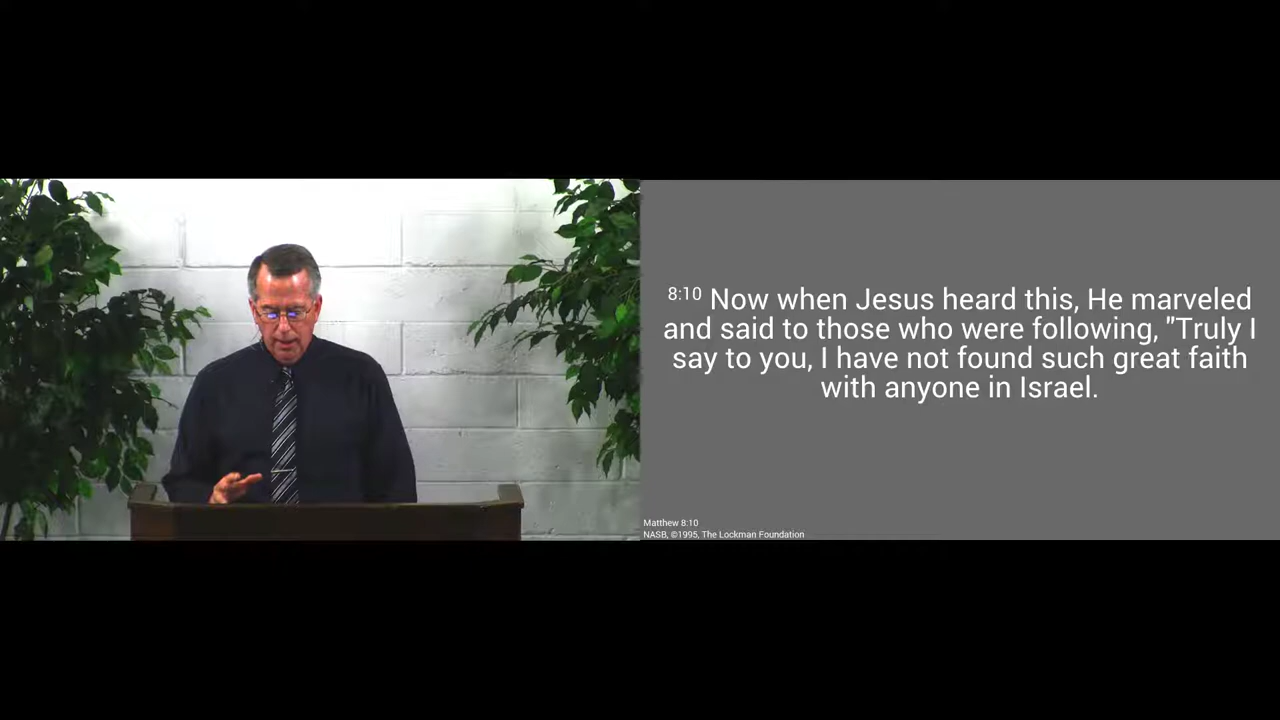 8:10 Now when Jesus heard this, He marveled
and said to those who were following, "Truly I
say to you, I have not found such great faith
with anyone in Israel.
Matthew 8:10
NASB, ©1995, The Lockman Foundation